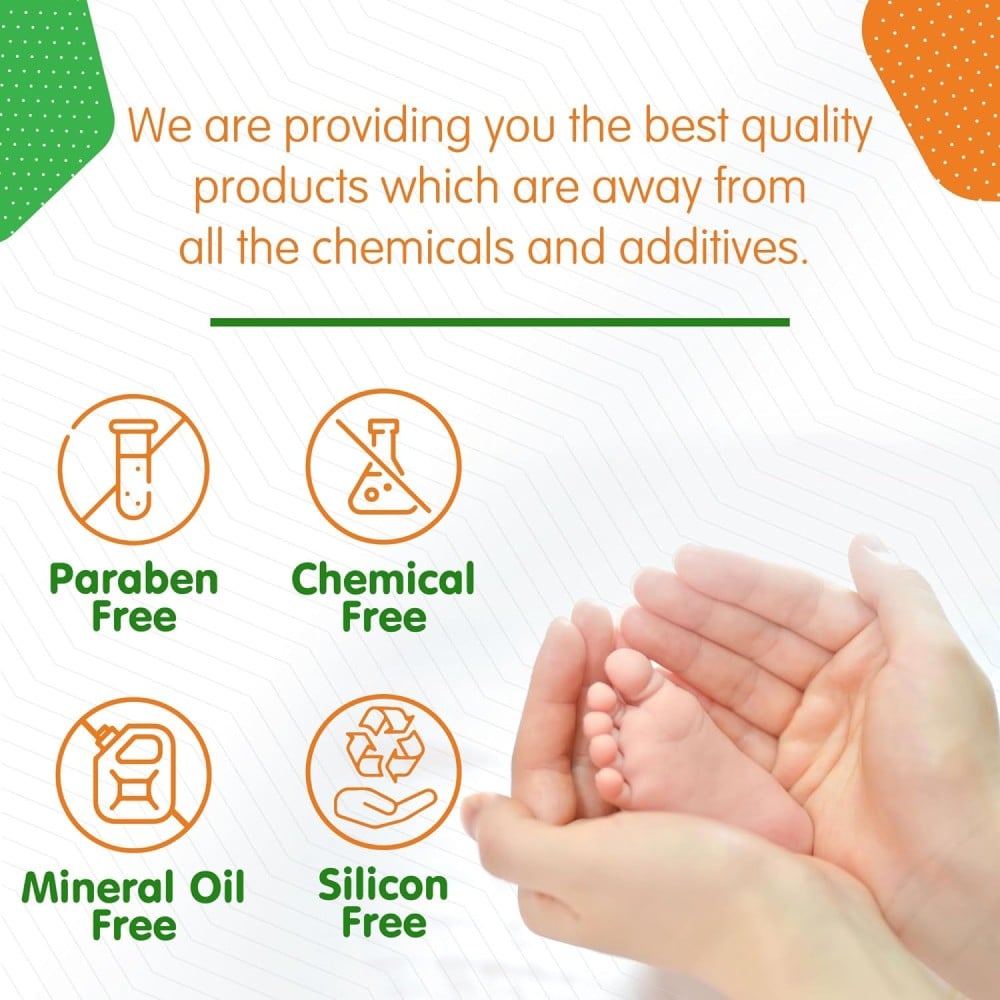 We are providing you the best quality
products which are away from
all the chemicals and additives.
Paraben
Free
Chemical
Free
Mineral Oil
Free
Silicon
Free